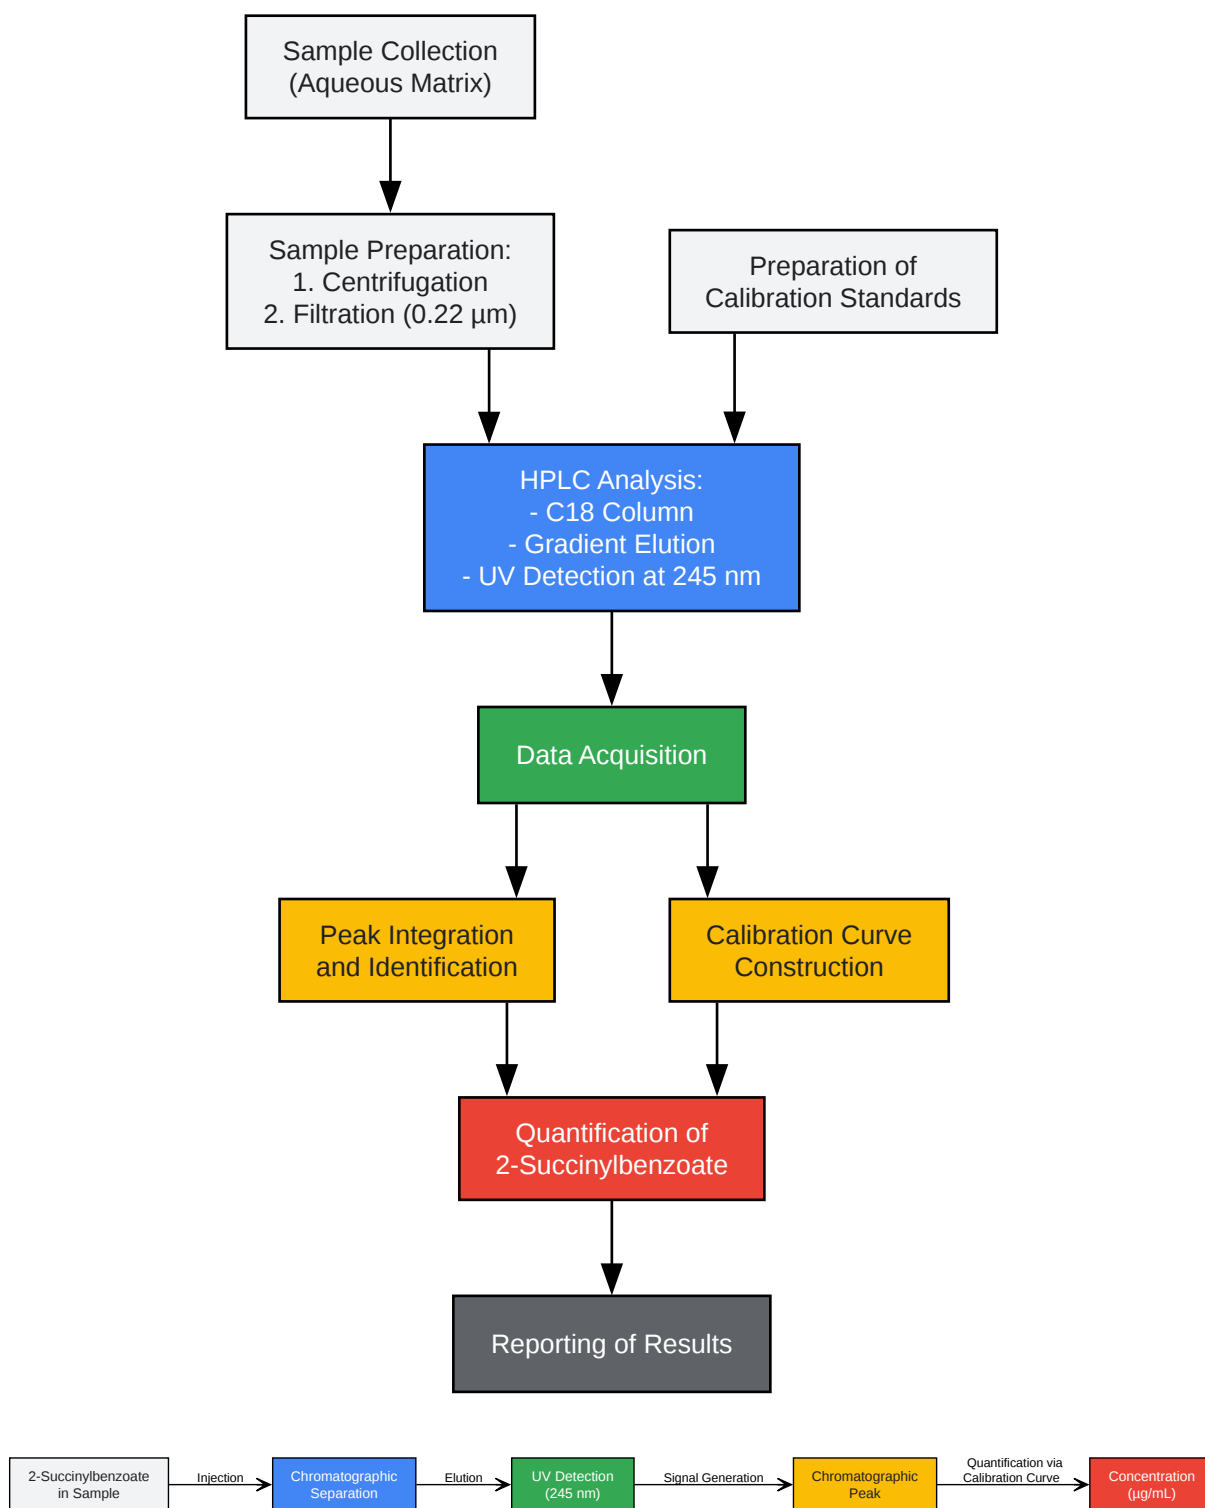 Sample Collection
(Aqueous Matrix)
Sample Preparation:
1. Centrifugation
2. Filtration (0.22 µm)
Preparation of
Calibration Standards
HPLC Analysis:
- C18 Column
- Gradient Elution
- UV Detection at 245 nm
Data Acquisition
Peak Integration
and Identification
Calibration Curve
Construction
Quantification of
2-Succinylbenzoate
Reporting of Results
2-Succinylbenzoate
in Sample
Injection
Chromatographic
Separation
Elution
UV Detection
(245 nm)
Signal Generation
Chromatographic
Peak
Quantification via
Calibration Curve
Concentration
(µg/mL)